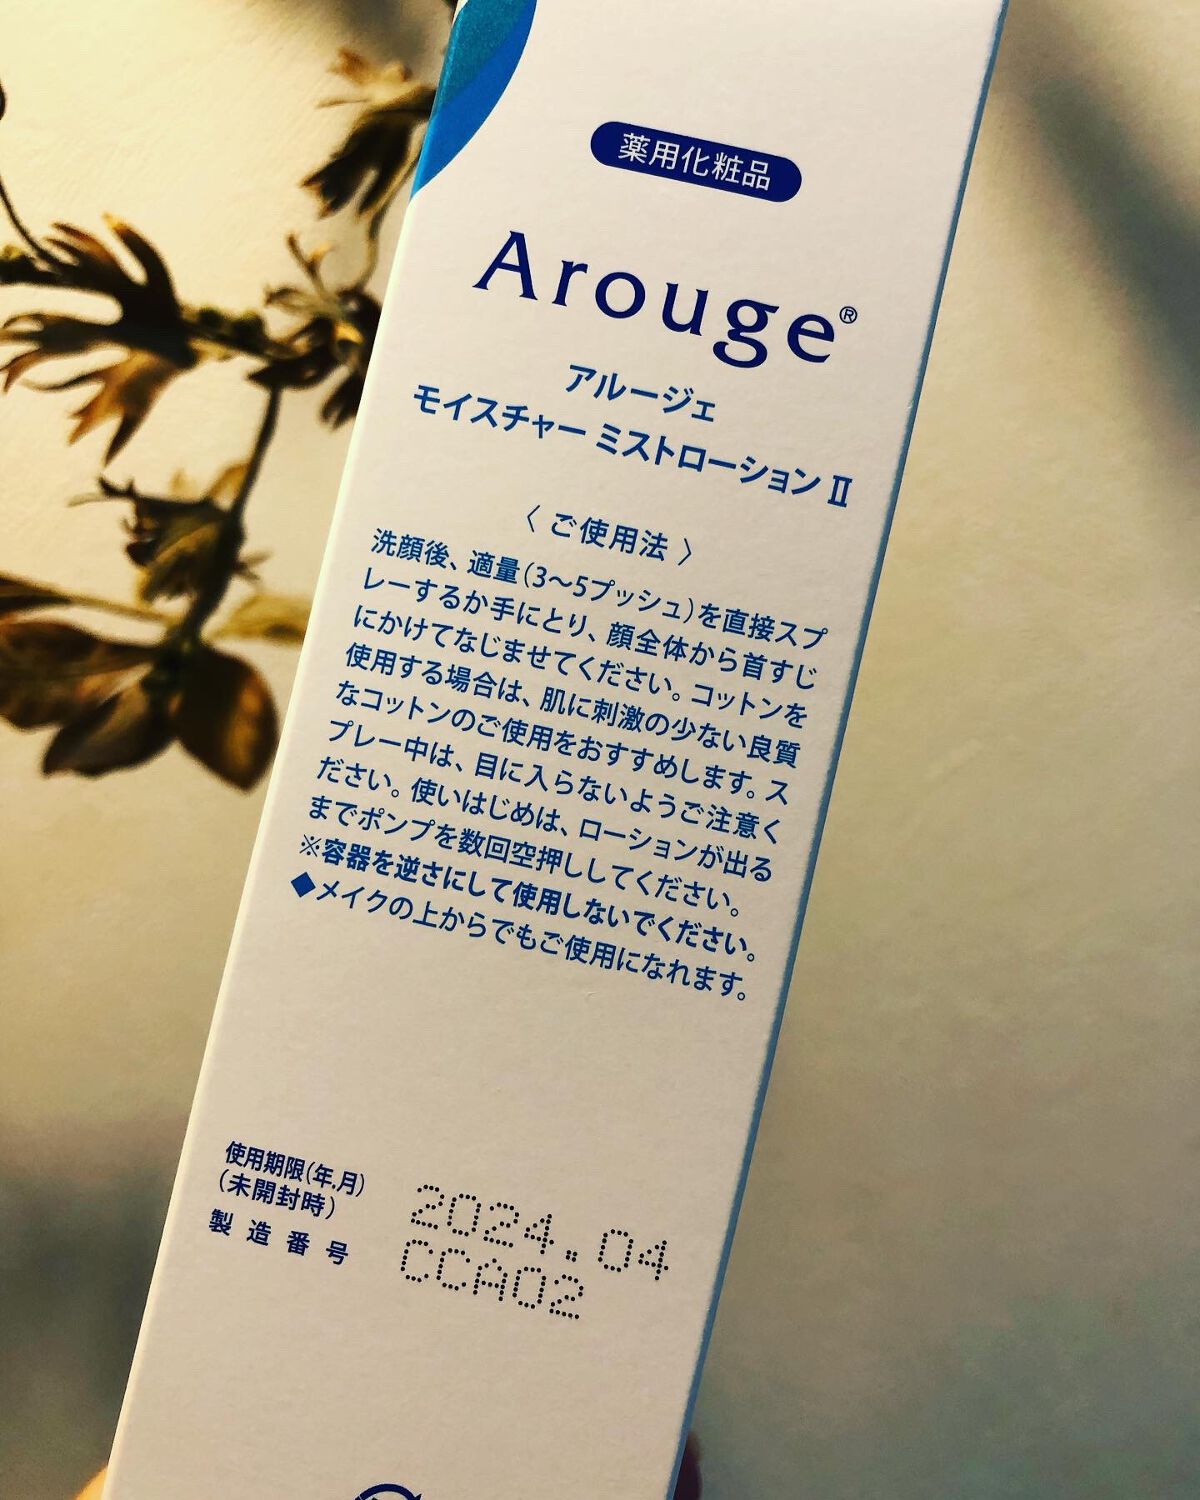 薬用化粧品
Arouge®
アルージェ
モイスチャー ミストローション Ⅱ
〈 ご使用法 〉
洗顔後、適量(3〜5プッシュ)を直接スプ
レーするか手にとり、顔全体から首すじ
にかけてなじませてください。コットンを
使用する場合は、肌に刺激の少ない良質
なコットンのご使用をおすすめします。ス
プレー中は、目に入らないようご注意く
ださい。使いはじめは、ローションが出る
までポンプを数回空押ししてください。
※容器を逆さにして使用しないでください。
◆メイクの上からでもご使用になれます。
使用期限(年.月)
(未開封時)
2024.04
製造番号
CCA02